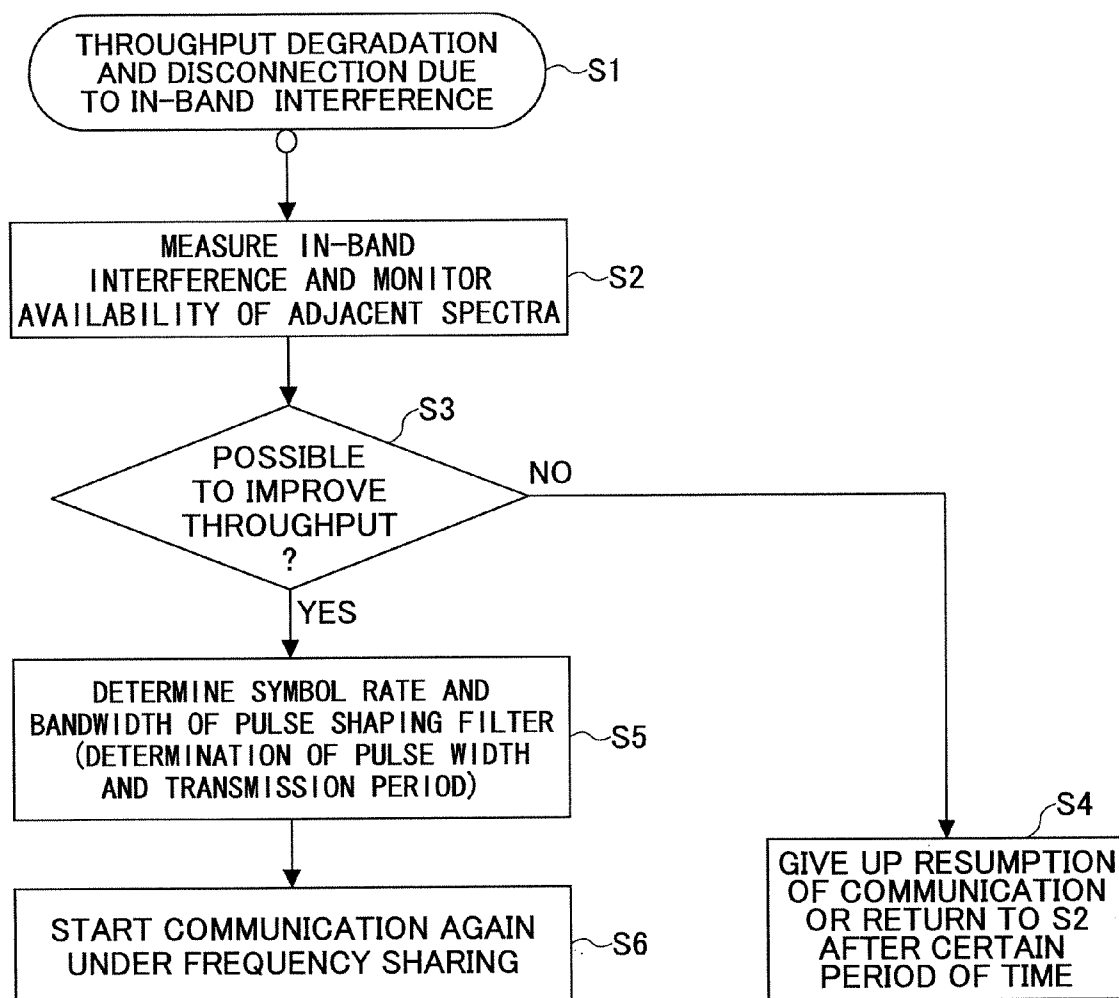 THROUGHPUT DEGRADATION
AND DISCONNECTION DUE
TO IN-BAND INTERFERENCE
S1
MEASURE IN-BAND
INTERFERENCE AND MONITOR
AVAILABILITY OF ADJACENT SPECTRA
S2
S3
POSSIBLE
TO IMPROVE
THROUGHPUT
?
NO
YES
DETERMINE SYMBOL RATE AND
BANDWIDTH OF PULSE SHAPING FILTER
(DETERMINATION OF PULSE WIDTH
AND TRANSMISSION PERIOD)
S5
S4
GIVE UP RESUMPTION
OF COMMUNICATION
OR RETURN TO S2
AFTER CERTAIN
PERIOD OF TIME
START COMMUNICATION AGAIN
UNDER FREQUENCY SHARING
S6